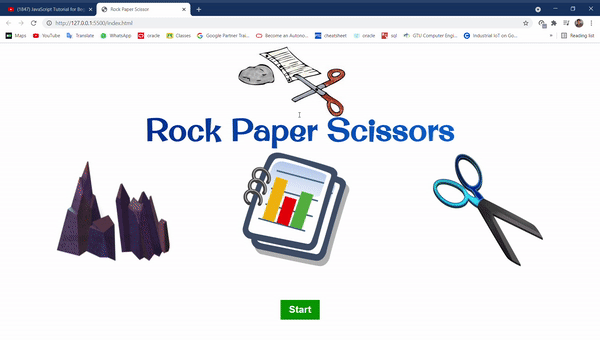 (1847) JavaScript Tutorial for Be
Rock Paper Scissor
http://127.0.0.1:5500/index.html
Maps
YouTube
Translate
WhatsApp
oracle
Classes
Google Partner Trai...
Become an Autono...
cheatsheet
oracle
sql
GTU Computer Engi...
Industrial IoT on Go...
Reading list
Rock Paper Scissors
Start